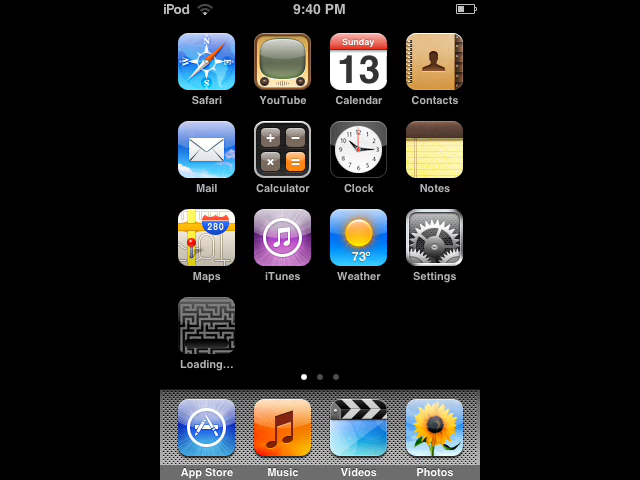 iPod 9:40 PM
Sunday
13
Safari YouTube Calendar Contacts
Mail Calculator Clock Notes
280
73°
Maps iTunes Weather Settings
Loading...
App Store Music Videos Photos